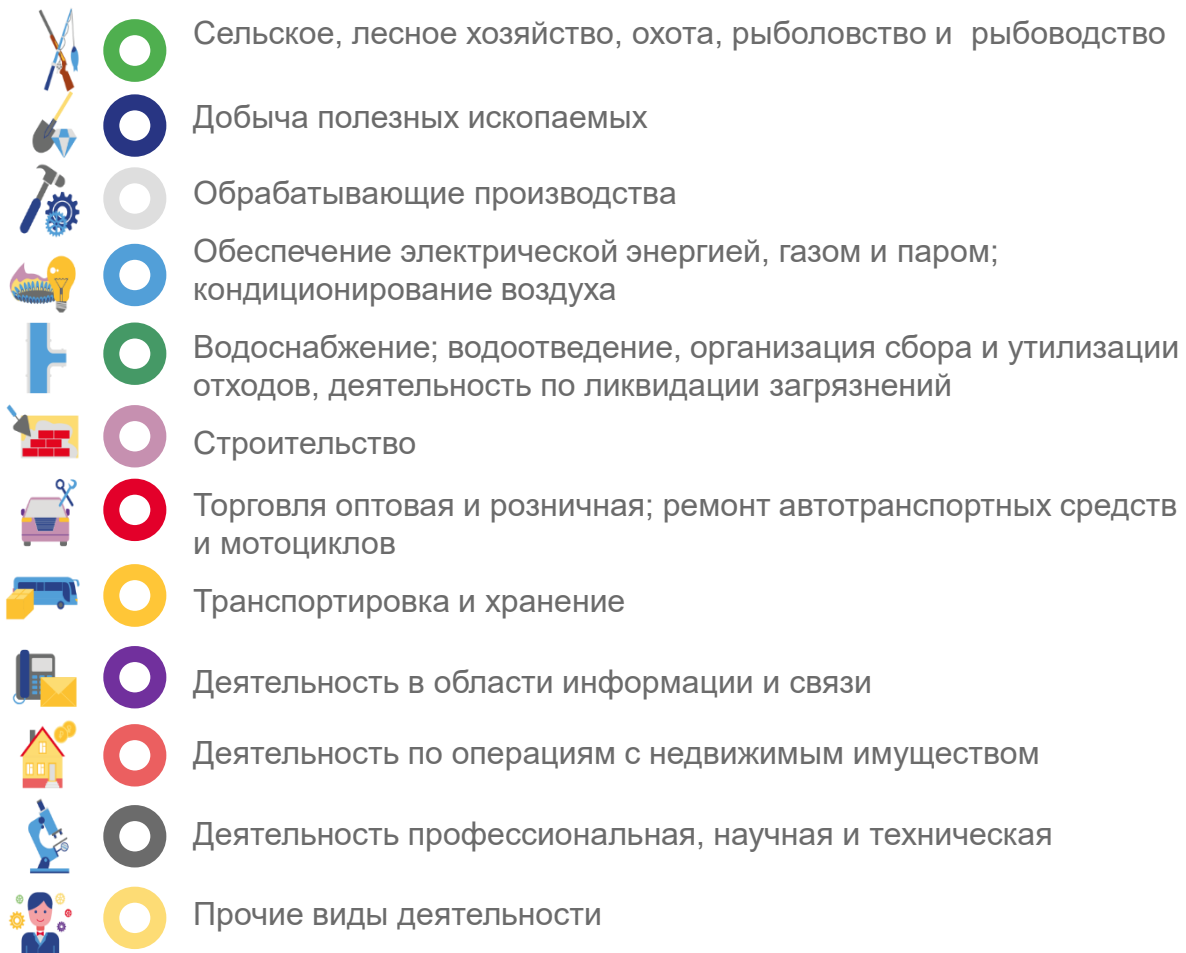 Сельское, лесное хозяйство, охота, рыболовство и  рыбоводство
Добыча полезных ископаемых
Обрабатывающие производства
Обеспечение электрической энергией, газом и паром;
кондиционирование воздуха
Водоснабжение; водоотведение, организация сбора и утилизации
отходов, деятельность по ликвидации загрязнений
Строительство
Торговля оптовая и розничная; ремонт автотранспортных средств
и мотоциклов
Транспортировка и хранение
Деятельность в области информации и связи
Деятельность по операциям с недвижимым имуществом
Деятельность профессиональная, научная и техническая
Прочие виды деятельности